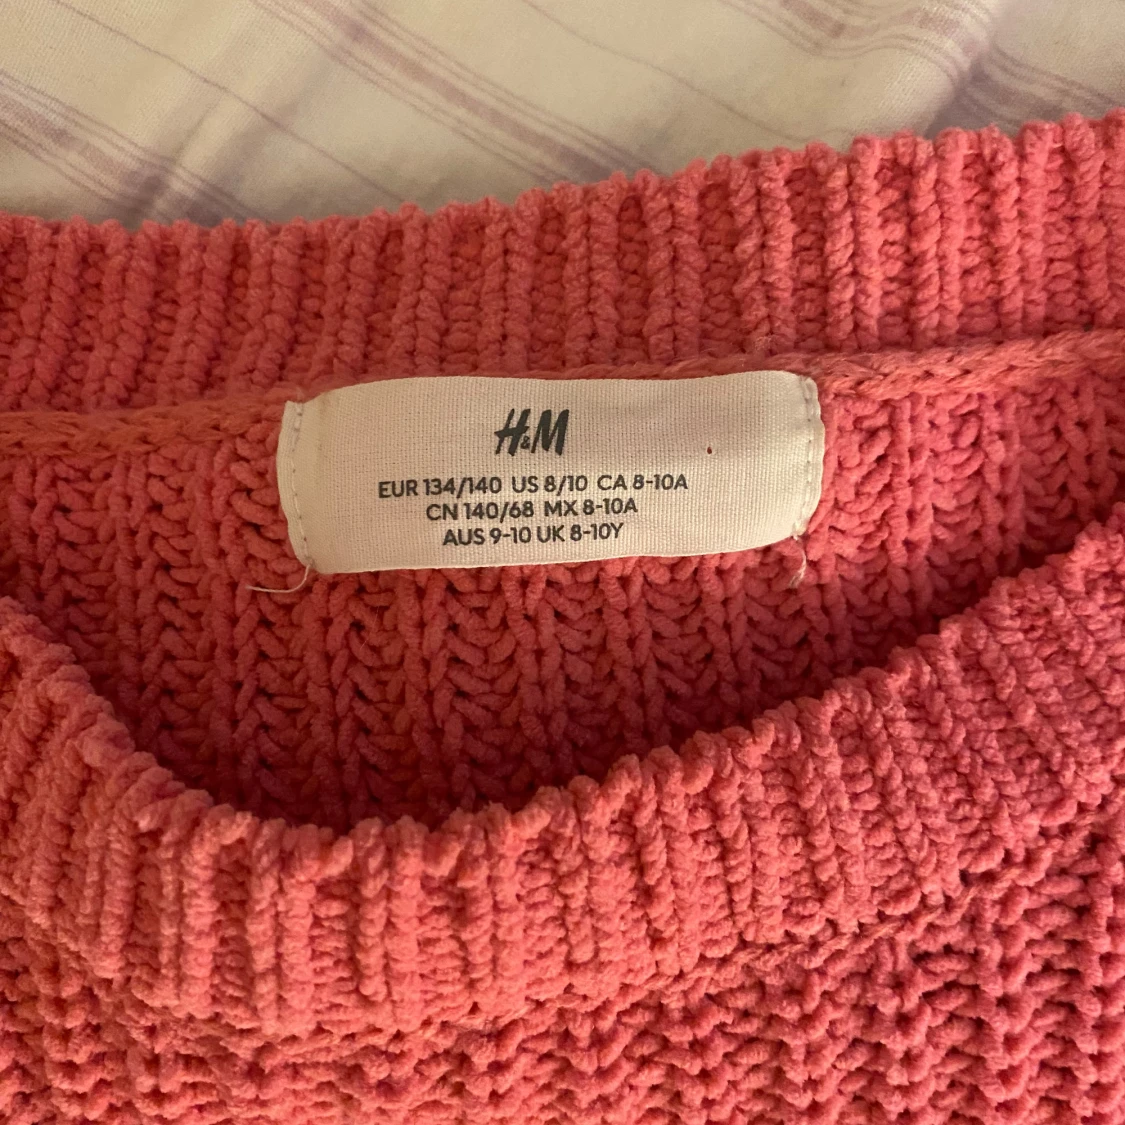 H&M
EUR 134/140 US 8/10 CA 8-10A
CN 140/68 MX 8-10A
AUS 9-10 UK 8-10Y